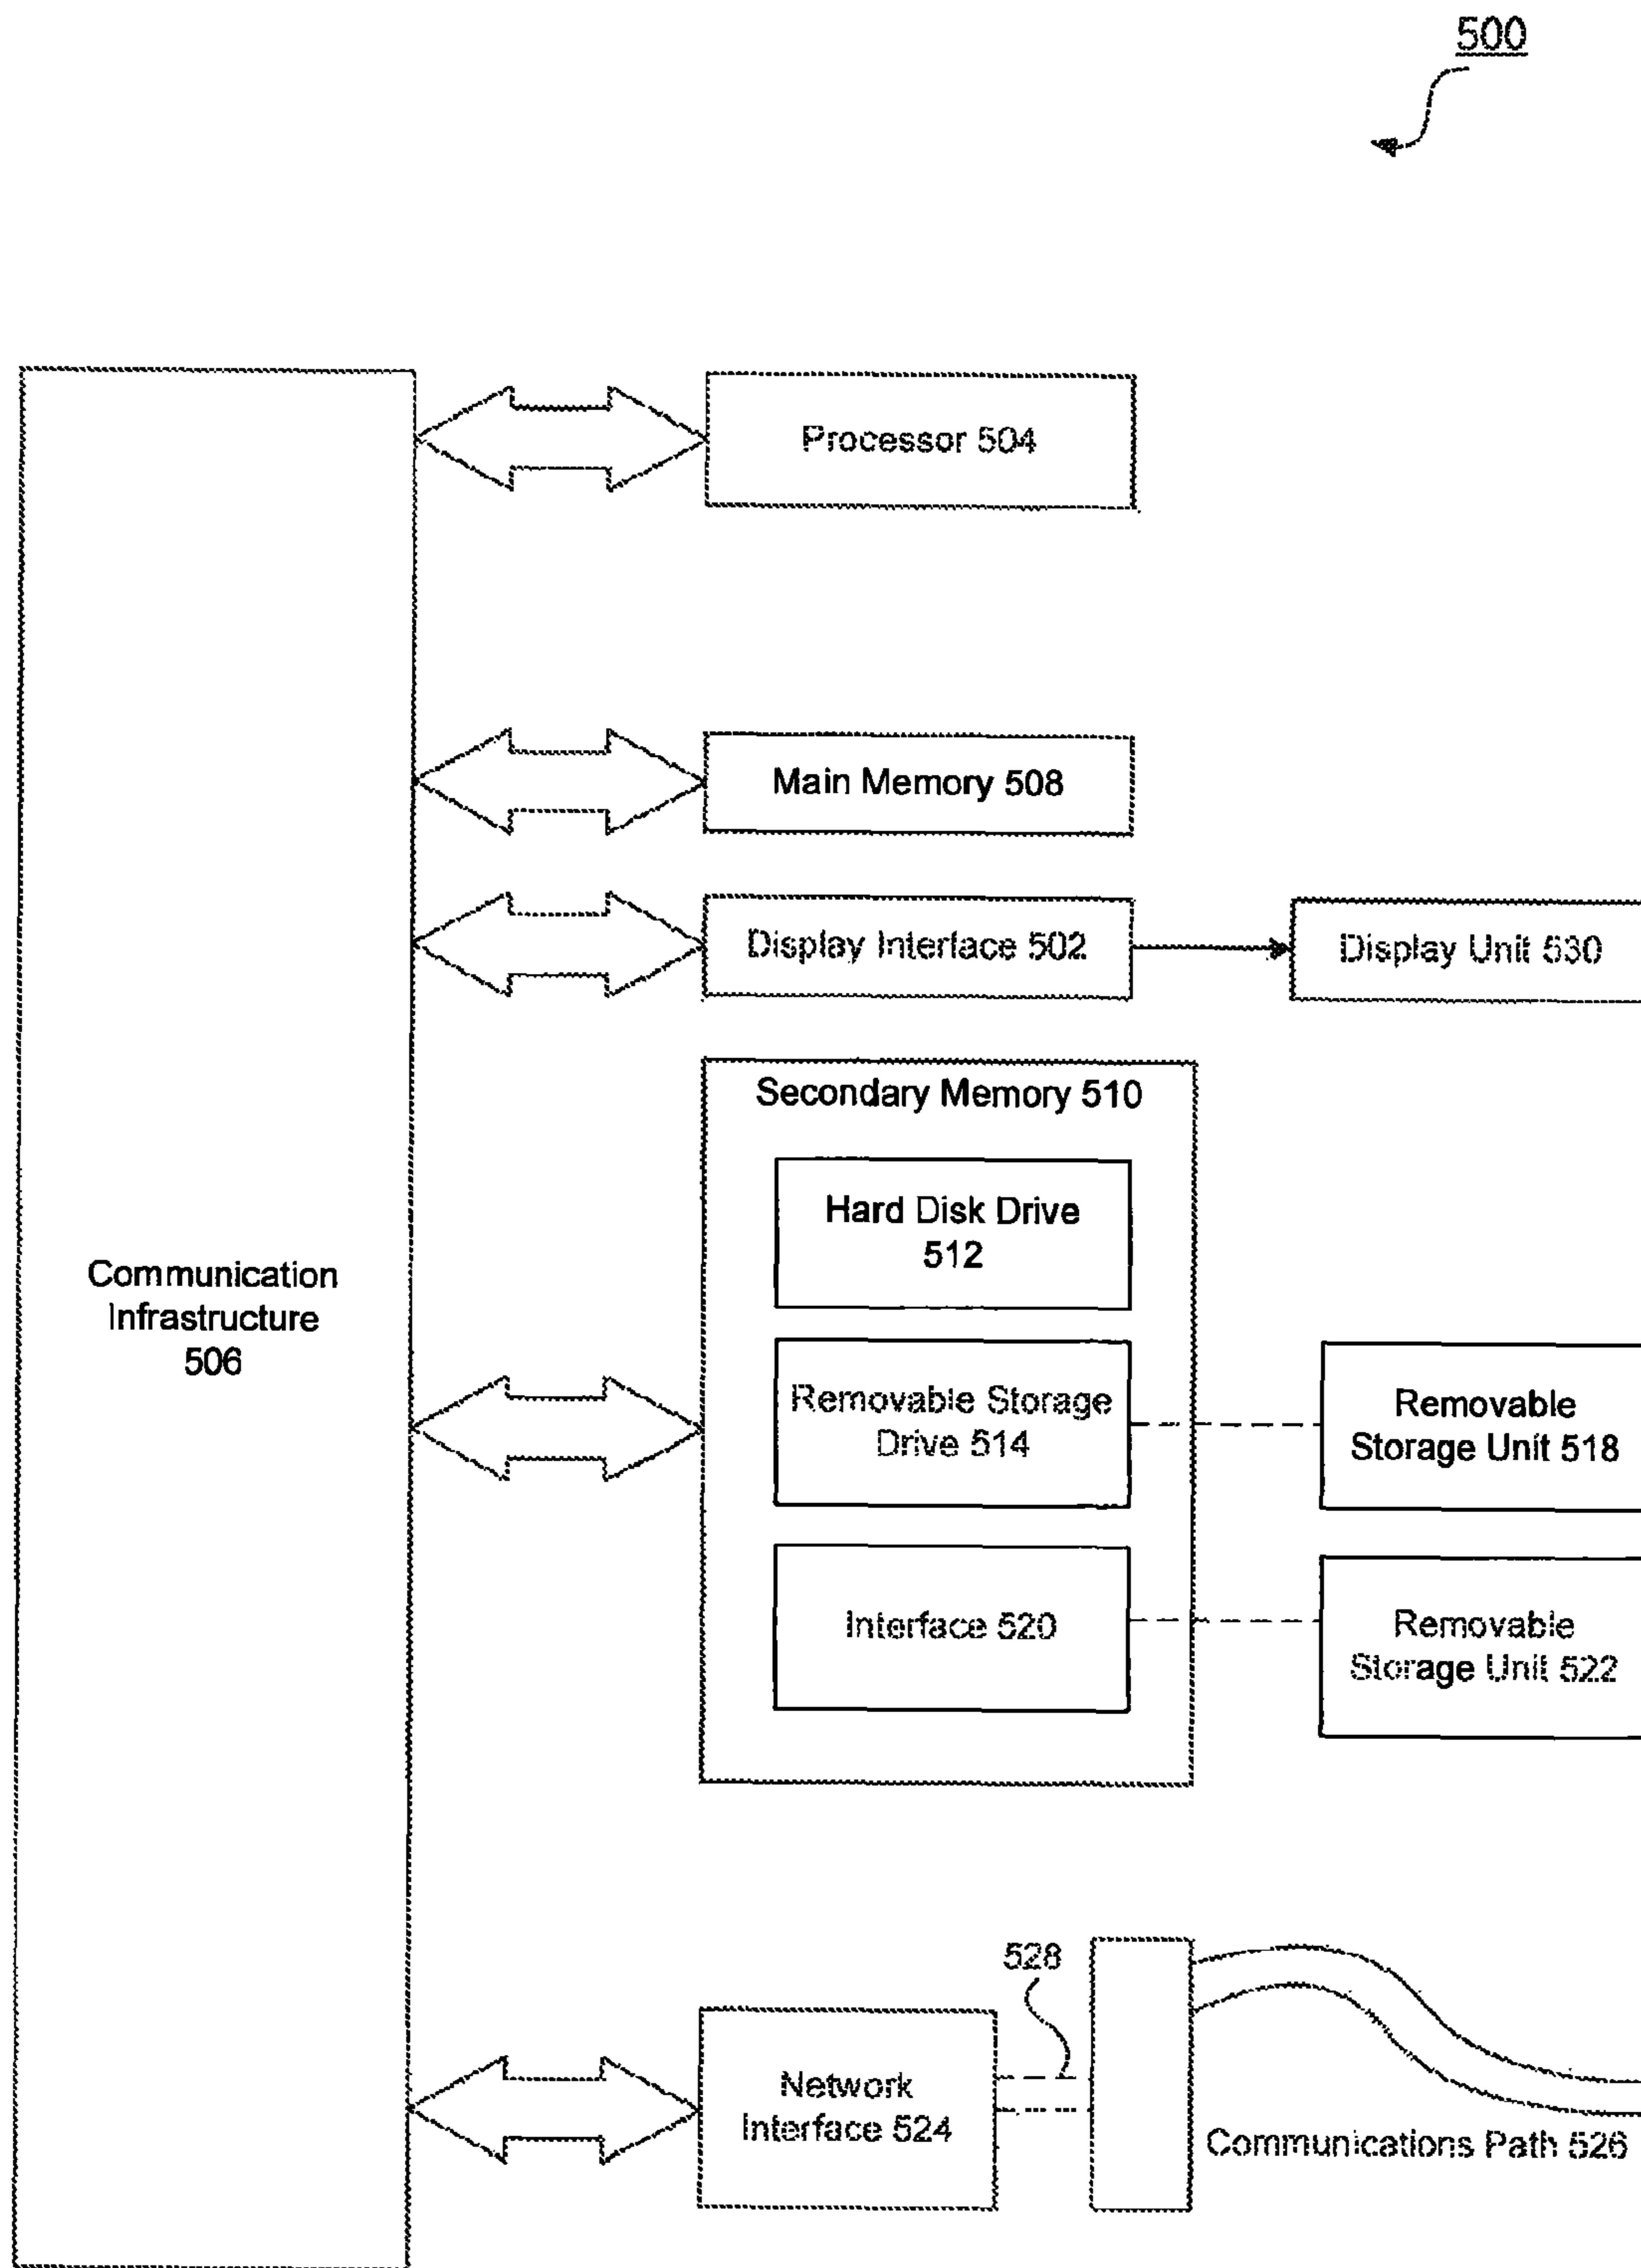 500
Processor 504
Main Memory 508
Display Interface 502
Display Unit 530
Secondary Memory 510
Hard Disk Drive
512
Communication
Infrastructure
506
Removable Storage
Drive 514
Removable
Storage Unit 518
Interface 520
Removable
Storage Unit 522
528
Network
Interface 524
Communications Path 526